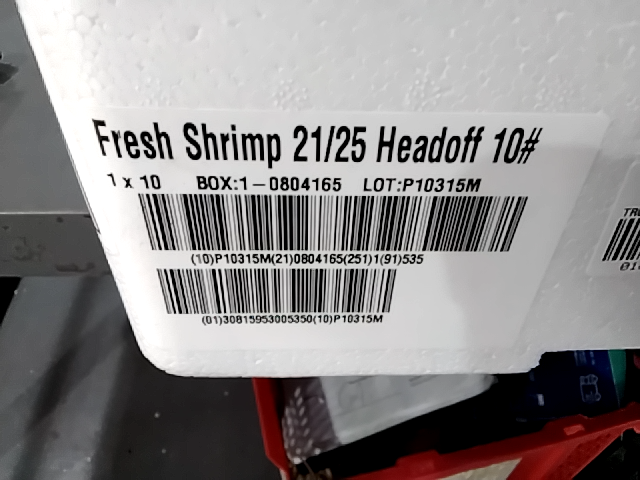 Fresh Shrimp 21/25 Headoff 10#
1 x 10 BOX:1-0804165 LOT:P10315M
(10)P10315M(21)0804165(251)1(91)535
(01)30815953005350(10)P10315M